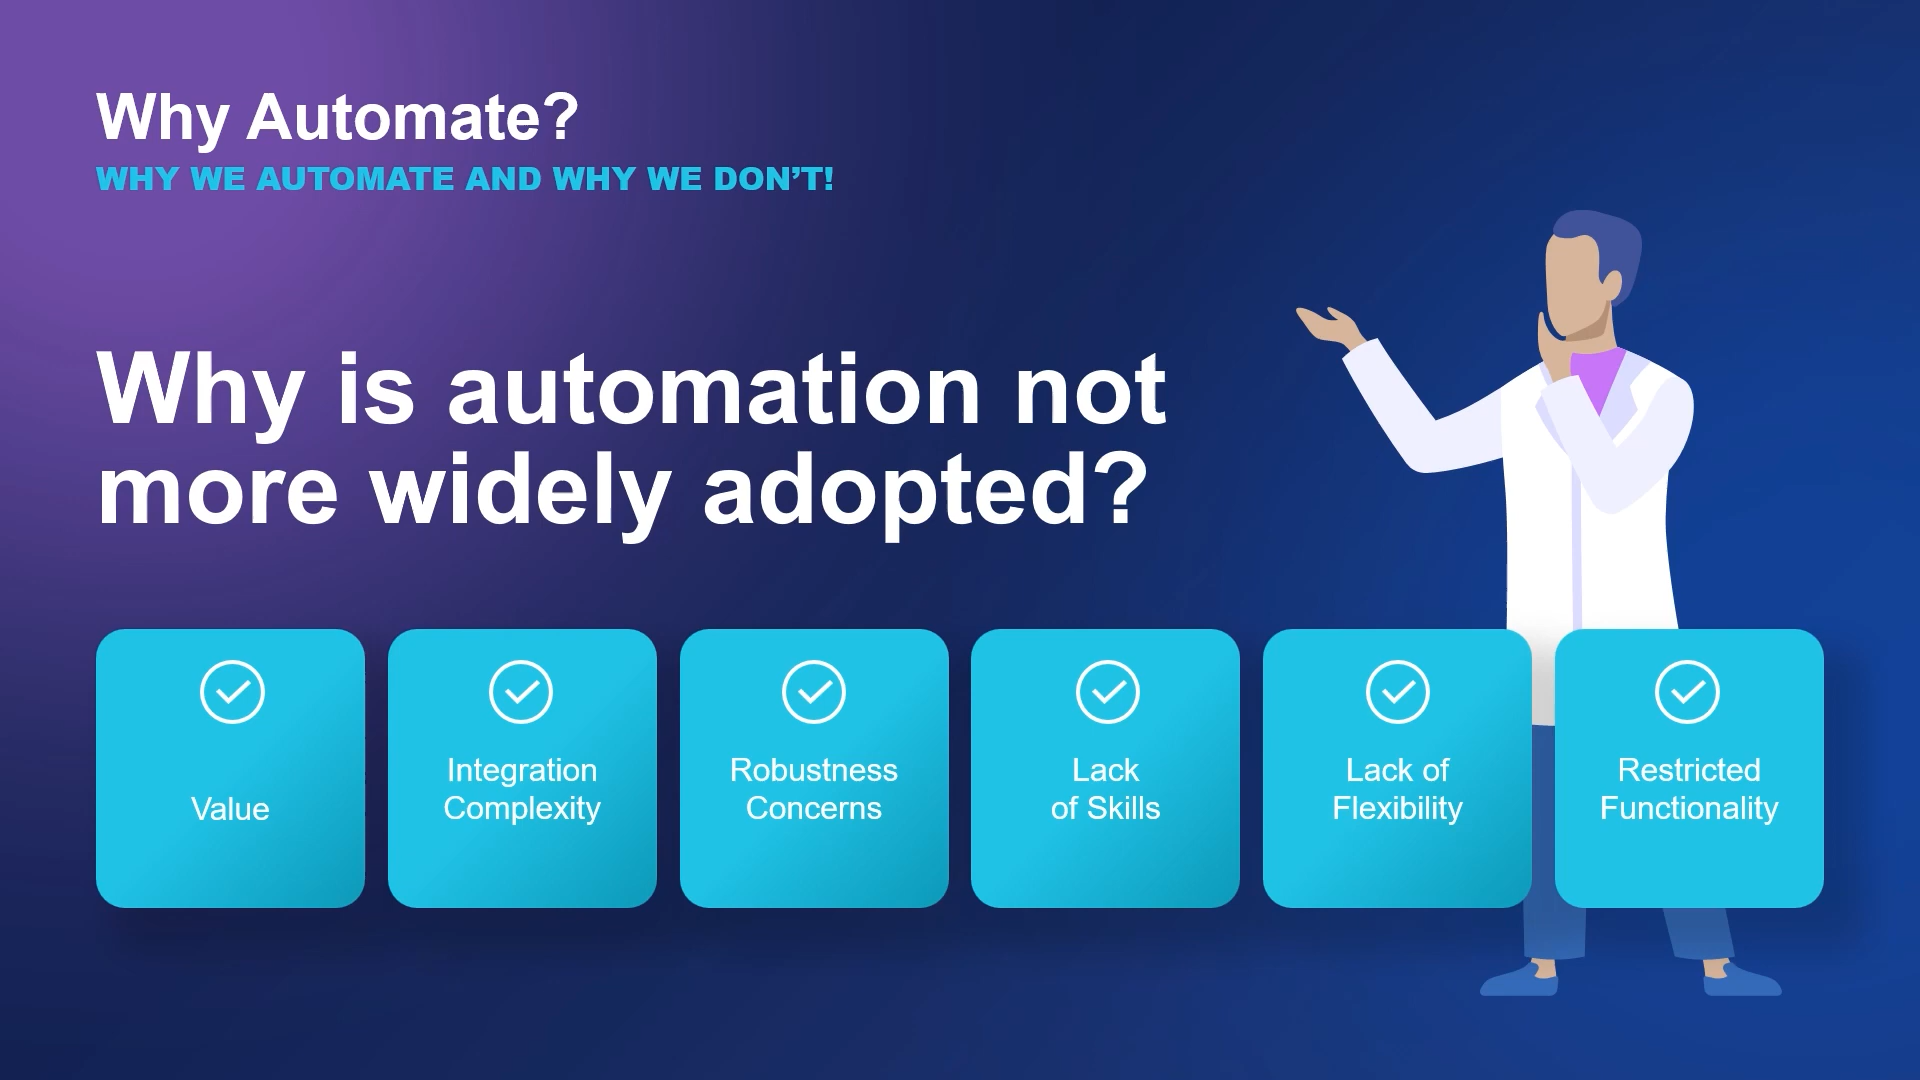 Why Automate?
WHY WE AUTOMATE AND WHY WE DON’T!
Why is automation not
more widely adopted?
Value
Integration
Complexity
Robustness
Concerns
Lack
of Skills
Lack of
Flexibility
Restricted
Functionality